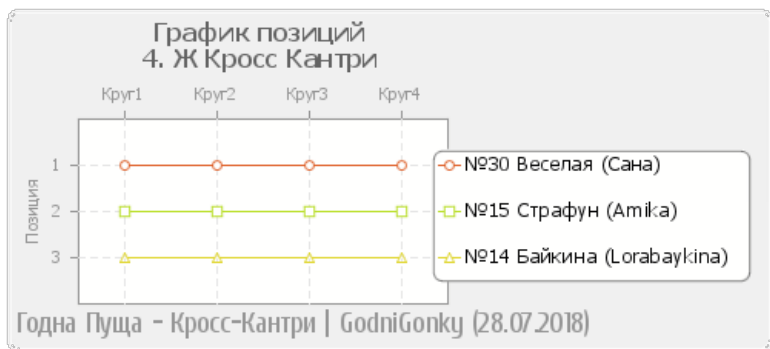 График позиций
4. Ж Кросс Кантри
Круг1 Круг2 Круг3 Круг4
Позиция
1
2
3
№30 Веселая (Сана)
№15 Страфун (Amika)
№14 Байкина (Lorabaykina)
Годна Пуща - Кросс-Кантри | GodniGonky (28.07.2018)